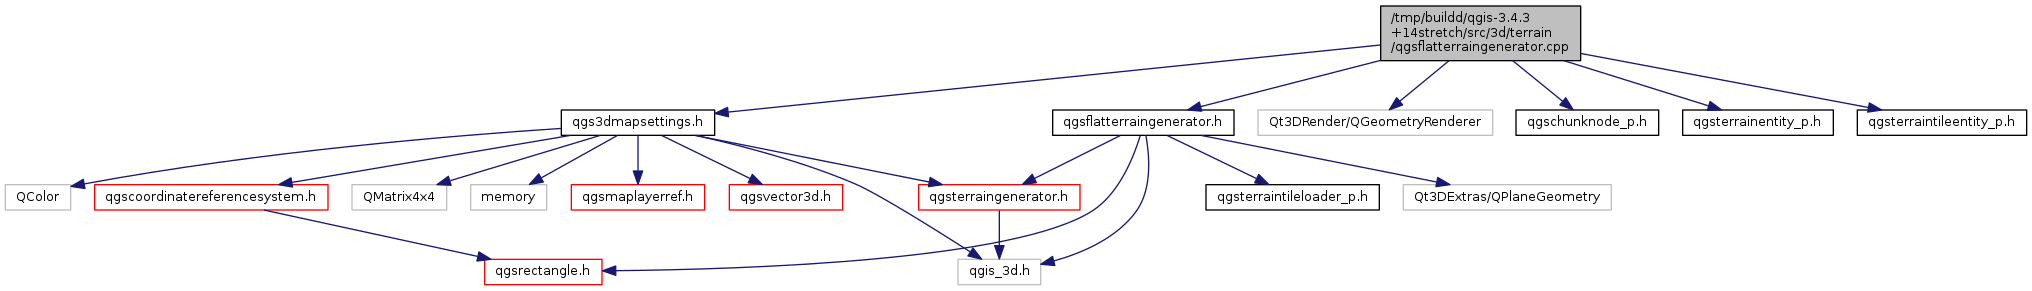 /tmp/buildd/qgis-3.4.3
+14stretch/src/3d/terrain
/qgsflatterraingenerator.cpp
qgs3dmapsettings.h
qgsflatterraingenerator.h
Qt3DRender/QGeometryRenderer
qgschunknode_p.h
qgsterrainentity_p.h
qgsterraintileentity_p.h
QColor
qgscoordinatereferencesystem.h
QMatrix4x4
memory
qgsmaplayerref.h
qgsvector3d.h
qgsterraingenerator.h
qgsterraintileloader_p.h
Qt3DExtras/QPlaneGeometry
qgsrectangle.h
qgis_3d.h